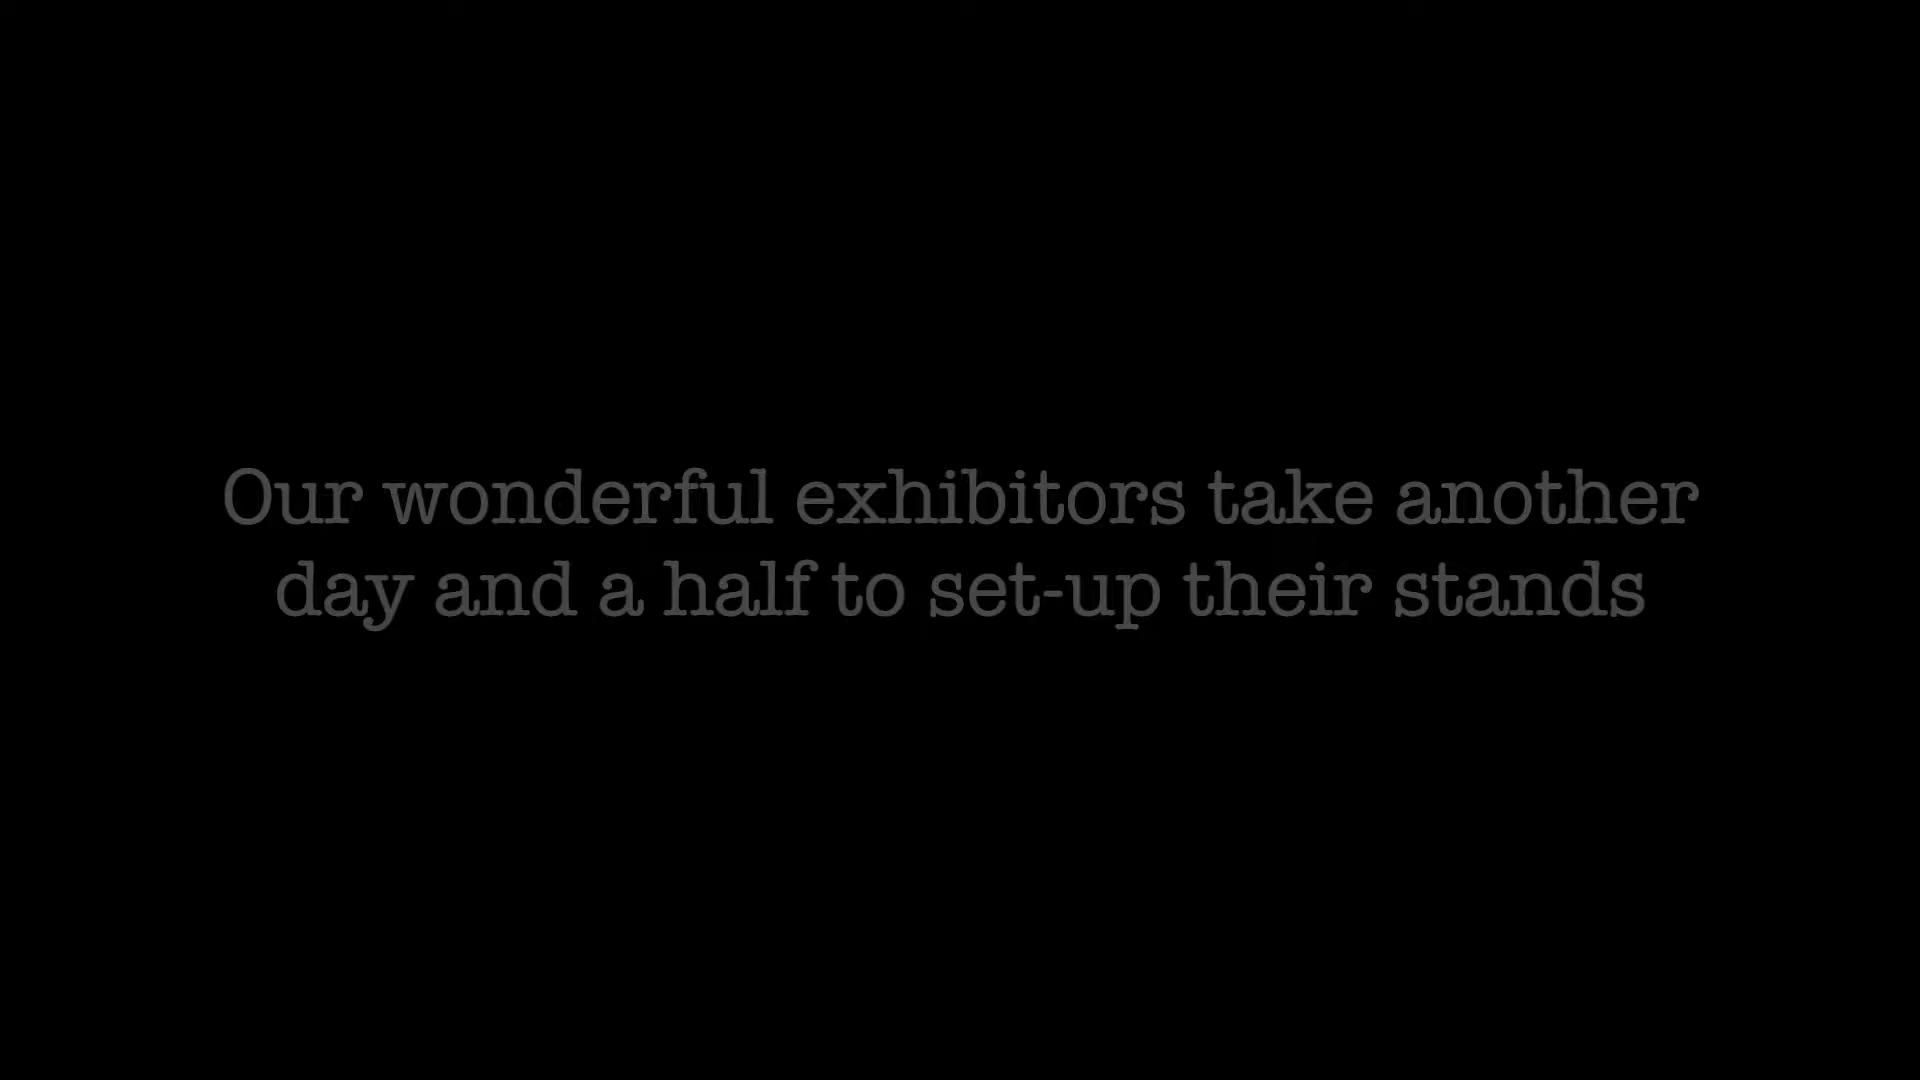 Our wonderful exhibitors take another
day and a half to set-up their stands